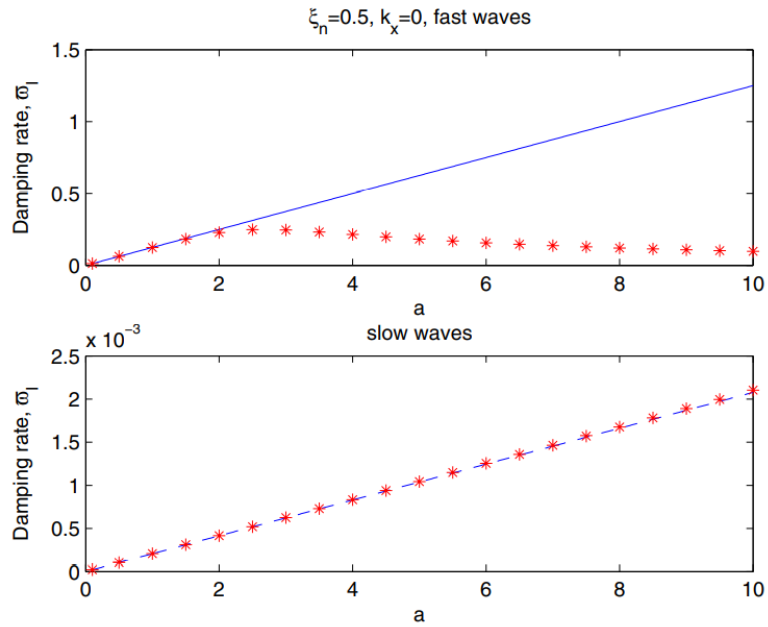 ξn=0.5, kx=0, fast waves
1.5
1
0.5
0
Damping rate, ϖI
0 2 4 6 8 10
a
slow waves
x 10−3
2.5
2
1.5
1
0.5
0
Damping rate, ϖI
0 2 4 6 8 10
a